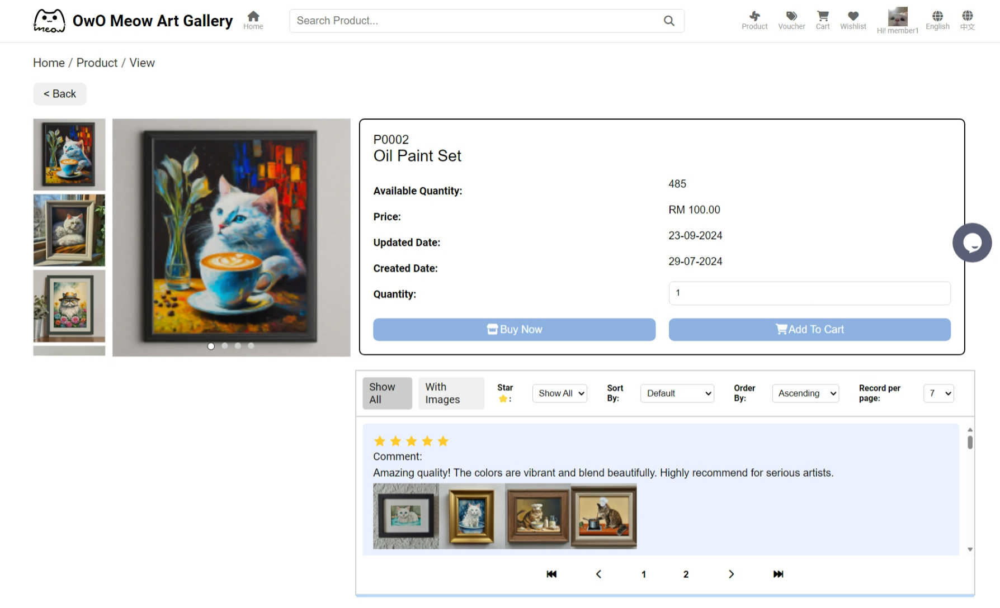 meow
OwO Meow Art Gallery
Home
Search Product...
Product
Voucher
Cart
Wishlist
Hi! member1
English
中文
Home / Product / View
< Back
P0002
Oil Paint Set
Available Quantity:
485
Price:
RM 100.00
Updated Date:
23-09-2024
Created Date:
29-07-2024
Quantity:
1
Buy Now
Add To Cart
Show
All
With
Images
Star
:
Show All
Sort
By:
Default
Order
By:
Ascending
Record per
page:
7
Comment:
Amazing quality! The colors are vibrant and blend beautifully. Highly recommend for serious artists.
1
2